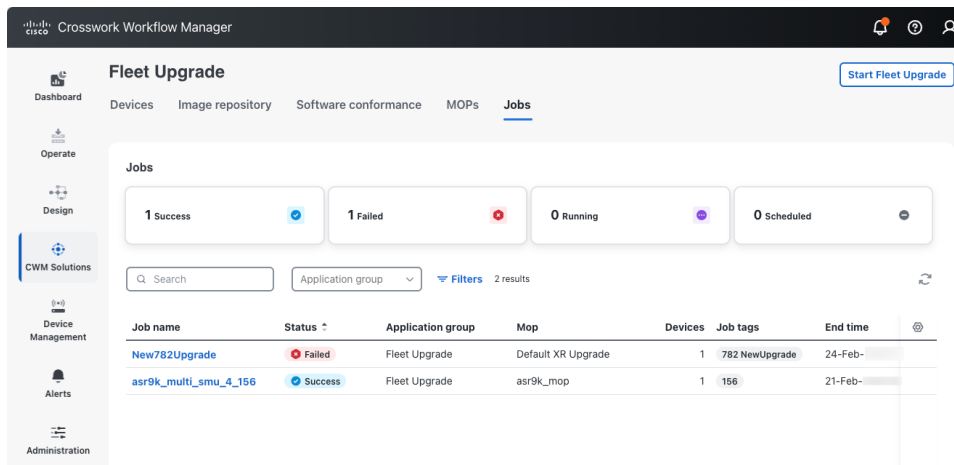 CISCO Crosswork Workflow Manager
Fleet Upgrade
Start Fleet Upgrade
Devices Image repository Software conformance MOPs Jobs
Dashboard
Operate
Design
CWM Solutions
Device
Management
Alerts
Administration
Jobs
1 Success 1 Failed 0 Running 0 Scheduled
Search Application group Filters 2 results
Job name Status Application group Mop Devices Job tags End time
New782Upgrade Failed Fleet Upgrade Default XR Upgrade 1 782 NewUpgrade 24-Feb-
asr9k_multi_smu_4_156 Success Fleet Upgrade asr9k_mop 1 156 21-Feb-